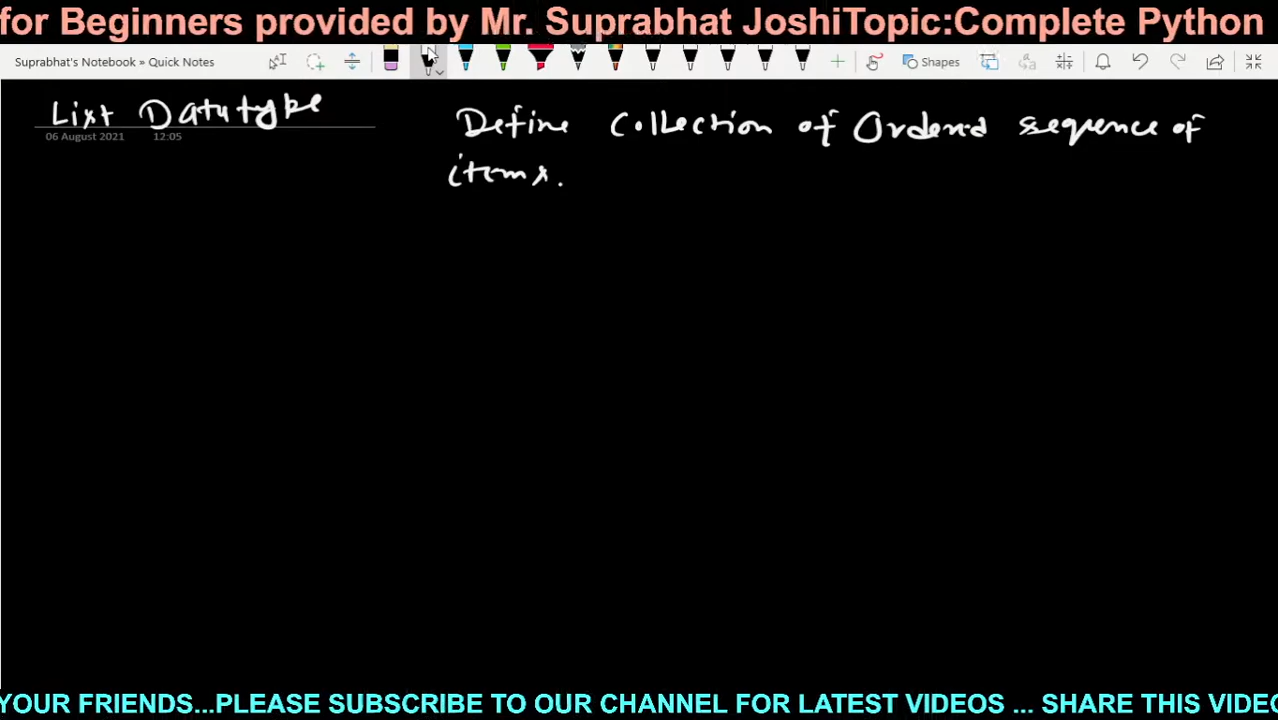 for Beginners provided by Mr. Suprabhat JoshiTopic:Complete Python
Suprabhat's Notebook » Quick Notes
Shapes
List Datatype
06 August 2021 12:05
Define Collection of Ordered sequence of
items.
YOUR FRIENDS...PLEASE SUBSCRIBE TO OUR CHANNEL FOR LATEST VIDEOS ... SHARE THIS VIDEO